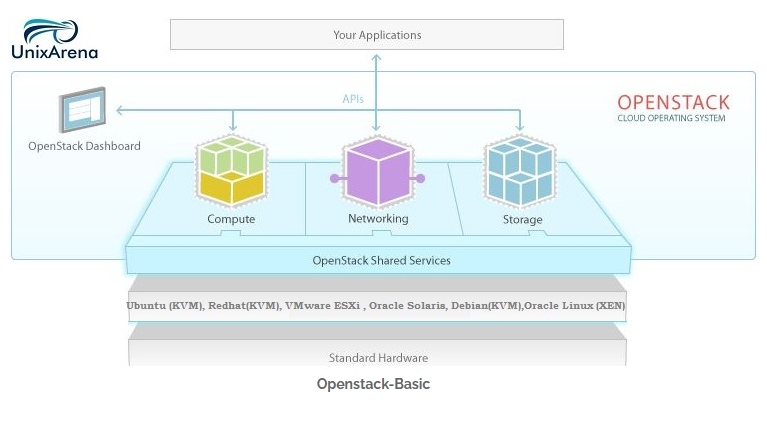 UnixArena
Your Applications
APIs
OPENSTACK
CLOUD OPERATING SYSTEM
OpenStack Dashboard
Compute
Networking
Storage
OpenStack Shared Services
Ubuntu (KVM), Redhat(KVM), VMware ESXi , Oracle Solaris, Debian(KVM),Oracle Linux (XEN)
Standard Hardware
Openstack-Basic